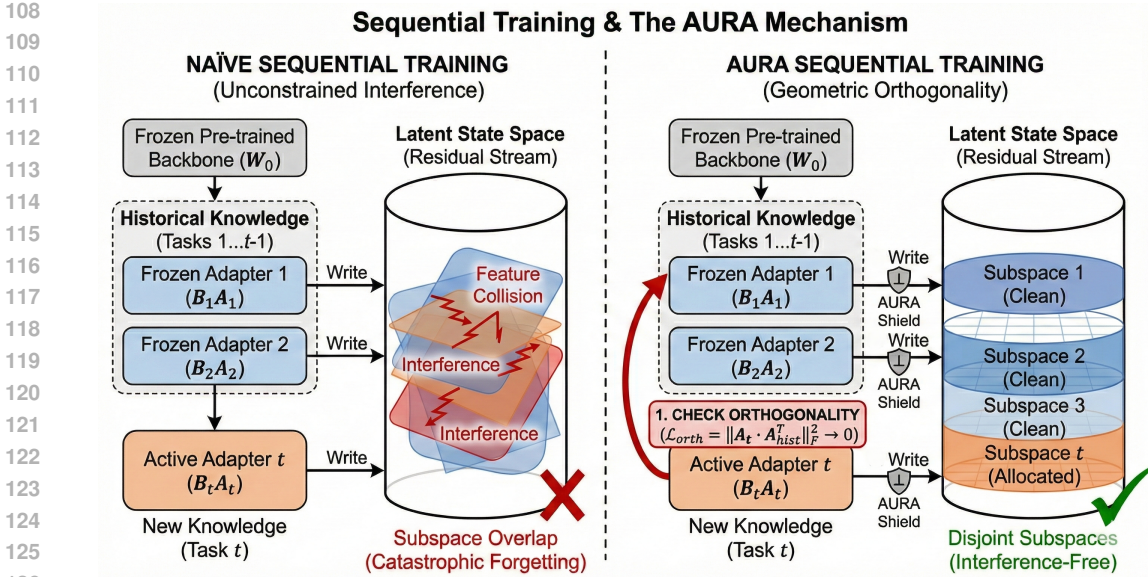 108
109
110
111
112
113
114
115
116
117
118
119
120
121
122
123
124
125
Sequential Training & The AURA Mechanism
NAÏVE SEQUENTIAL TRAINING
(Unconstrained Interference)
Frozen Pre-trained
Backbone (W₀)
Historical Knowledge
(Tasks 1...t-1)
Frozen Adapter 1
(B₁A₁)
Frozen Adapter 2
(B₂A₂)
Active Adapter t
(BₜAₜ)
New Knowledge
(Task t)
Write
Write
Write
Latent State Space
(Residual Stream)
Feature
Collision
Interference
Interference
Subspace Overlap
(Catastrophic Forgetting)
AURA SEQUENTIAL TRAINING
(Geometric Orthogonality)
Frozen Pre-trained
Backbone (W₀)
Historical Knowledge
(Tasks 1...t-1)
Frozen Adapter 1
(B₁A₁)
Frozen Adapter 2
(B₂A₂)
1. CHECK ORTHOGONALITY
(ℒ_orth = ‖Aₜ · A_hist^T‖_F^2 → 0)
Active Adapter t
(BₜAₜ)
New Knowledge
(Task t)
Write
⊥
AURA
Shield
Write
⊥
AURA
Shield
Write
⊥
AURA
Shield
Latent State Space
(Residual Stream)
Subspace 1
(Clean)
Subspace 2
(Clean)
Subspace 3
(Clean)
Subspace t
(Allocated)
Disjoint Subspaces
(Interference-Free)